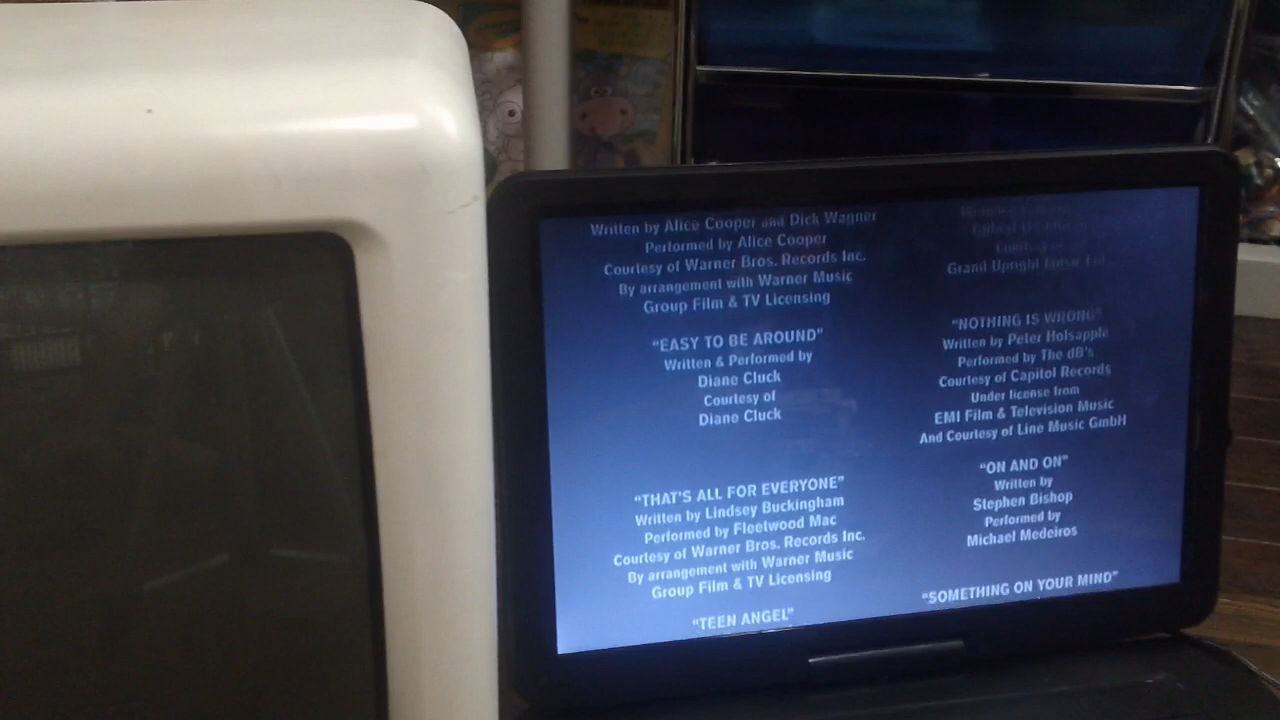 Written by Alice Cooper and Dick Wagner
Performed by Alice Cooper
Courtesy of Warner Bros. Records Inc.
By arrangement with Warner Music
Group Film & TV Licensing
"EASY TO BE AROUND"
Written & Performed by
Diane Cluck
Courtesy of
Diane Cluck
"THAT'S ALL FOR EVERYONE"
Written by Lindsey Buckingham
Performed by Fleetwood Mac
Courtesy of Warner Bros. Records Inc.
By arrangement with Warner Music
Group Film & TV Licensing
"TEEN ANGEL"
Grand Upright Music
"NOTHING IS WRONG"
Written by Peter Holsapple
Performed by The dB's
Courtesy of Capitol Records
Under license from
EMI Film & Television Music
And Courtesy of Line Music GmbH
"ON AND ON"
Written by
Stephen Bishop
Performed by
Michael Medeiros
"SOMETHING ON YOUR MIND"